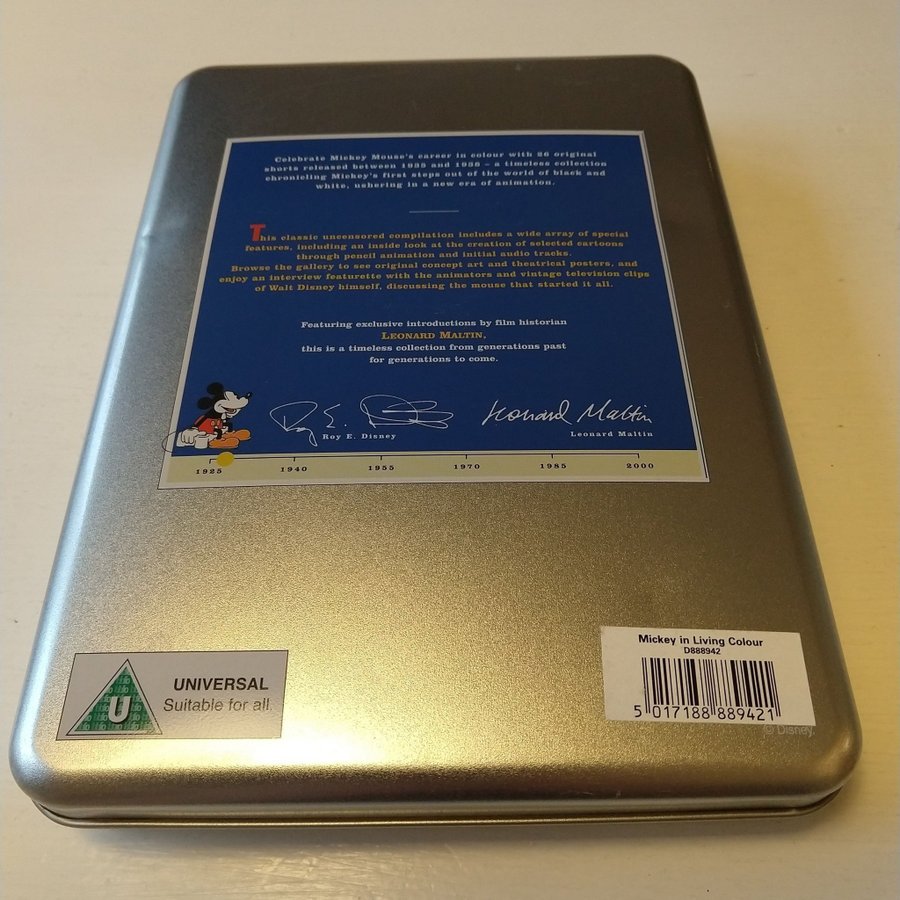 Celebrate Mickey Mouse's career in colour with 26 original
shorts released between 1935 and 1938 – a timeless collection
chronicling Mickey's first steps out of the world of black and
white, ushering in a new era of animation.
This classic uncensored compilation includes a wide array of special
features, including an inside look at the creation of selected cartoons
through pencil animation and initial audio tracks.
Browse the gallery to see original concept art and theatrical posters, and
enjoy an interview featurette with the animators and vintage television clips
of Walt Disney himself, discussing the mouse that started it all.
Featuring exclusive introductions by film historian
LEONARD MALTIN,
this is a timeless collection from generations past
for generations to come.
Roy E. Disney Leonard Maltin
Roy E. Disney Leonard Maltin
1925 1940 1955 1970 1985 2000
U UNIVERSAL
Suitable for all
Mickey in Living Colour
D888942
5 017188 889421
© Disney.